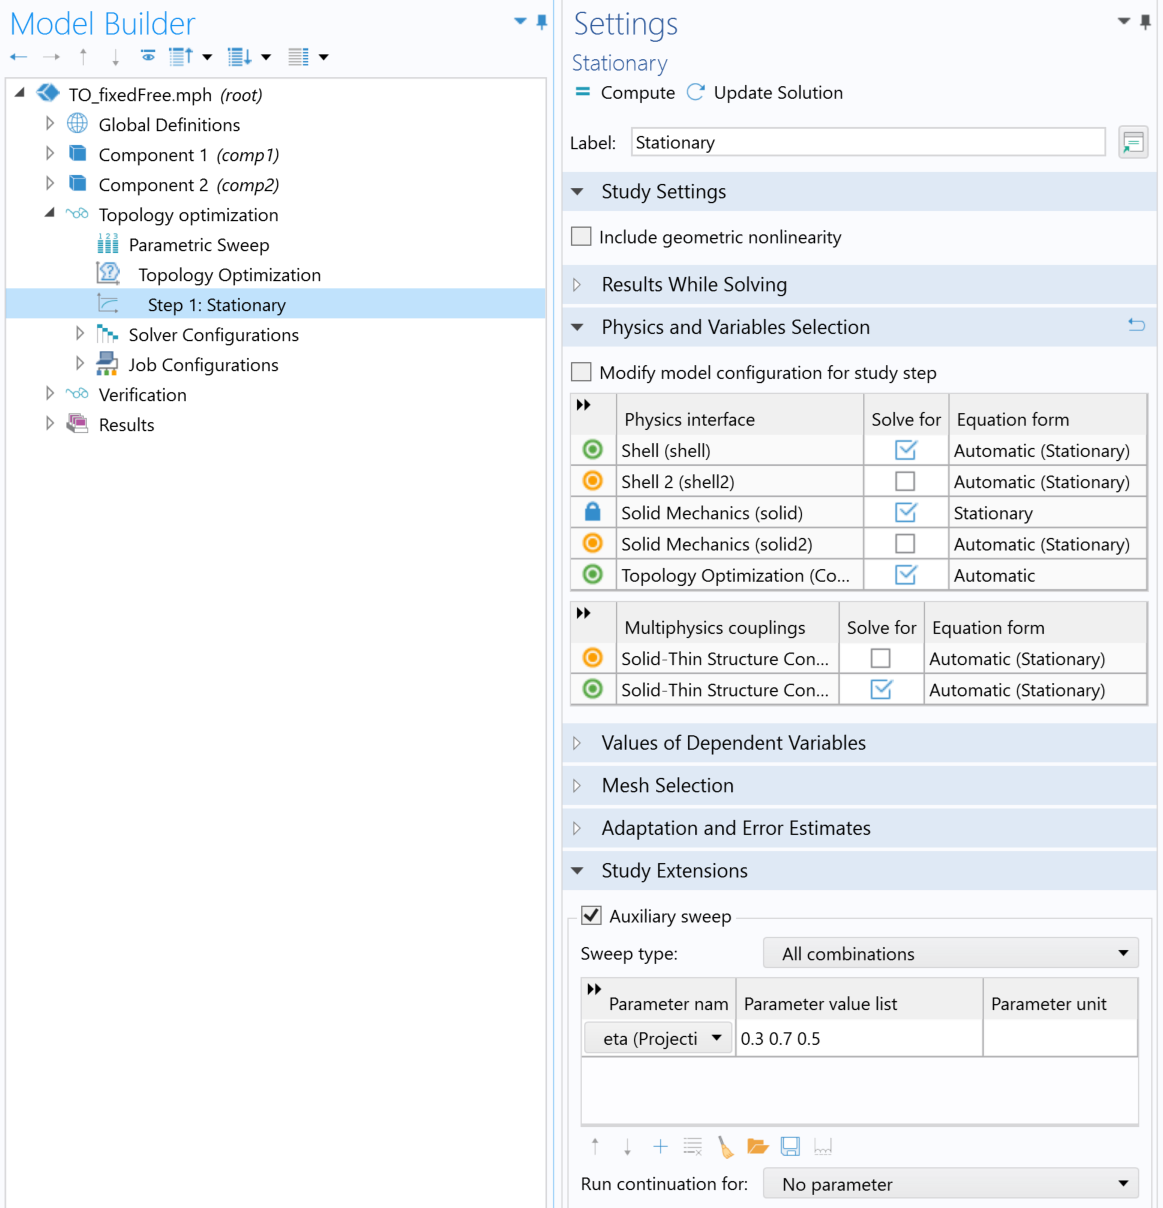 Model Builder
TO_fixedFree.mph (root)
Global Definitions
Component 1 (comp1)
Component 2 (comp2)
Topology optimization
1 2 3
Parametric Sweep
Topology Optimization
Step 1: Stationary
Solver Configurations
Job Configurations
Verification
Results
Settings
Stationary
Compute Update Solution
Label: Stationary
Study Settings
Include geometric nonlinearity
Results While Solving
Physics and Variables Selection
Modify model configuration for study step
Physics interface Solve for Equation form
Shell (shell) Automatic (Stationary)
Shell 2 (shell2) Automatic (Stationary)
Solid Mechanics (solid) Stationary
Solid Mechanics (solid2) Automatic (Stationary)
Topology Optimization (Co... Automatic
Multiphysics couplings Solve for Equation form
Solid-Thin Structure Con... Automatic (Stationary)
Solid-Thin Structure Con... Automatic (Stationary)
Values of Dependent Variables
Mesh Selection
Adaptation and Error Estimates
Study Extensions
Auxiliary sweep
Sweep type: All combinations
Parameter nam Parameter value list Parameter unit
eta (Projecti 0.3 0.7 0.5
Run continuation for: No parameter